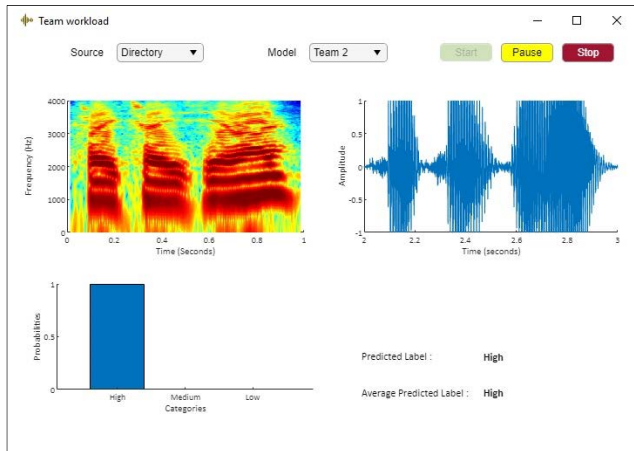 Team workload
Source Directory Model Team 2 Start Pause Stop
4000
3000
2000
1000
0
Frequency (Hz)
0 0.2 0.4 0.6 0.8 1
Time (Seconds)
1
0.5
0
-0.5
-1
Amplitude
2 2.2 2.4 2.6 2.8 3
Time (seconds)
1
0.5
0
Probabilities
High Medium Low
Categories
Predicted Label : High
Average Predicted Label : High